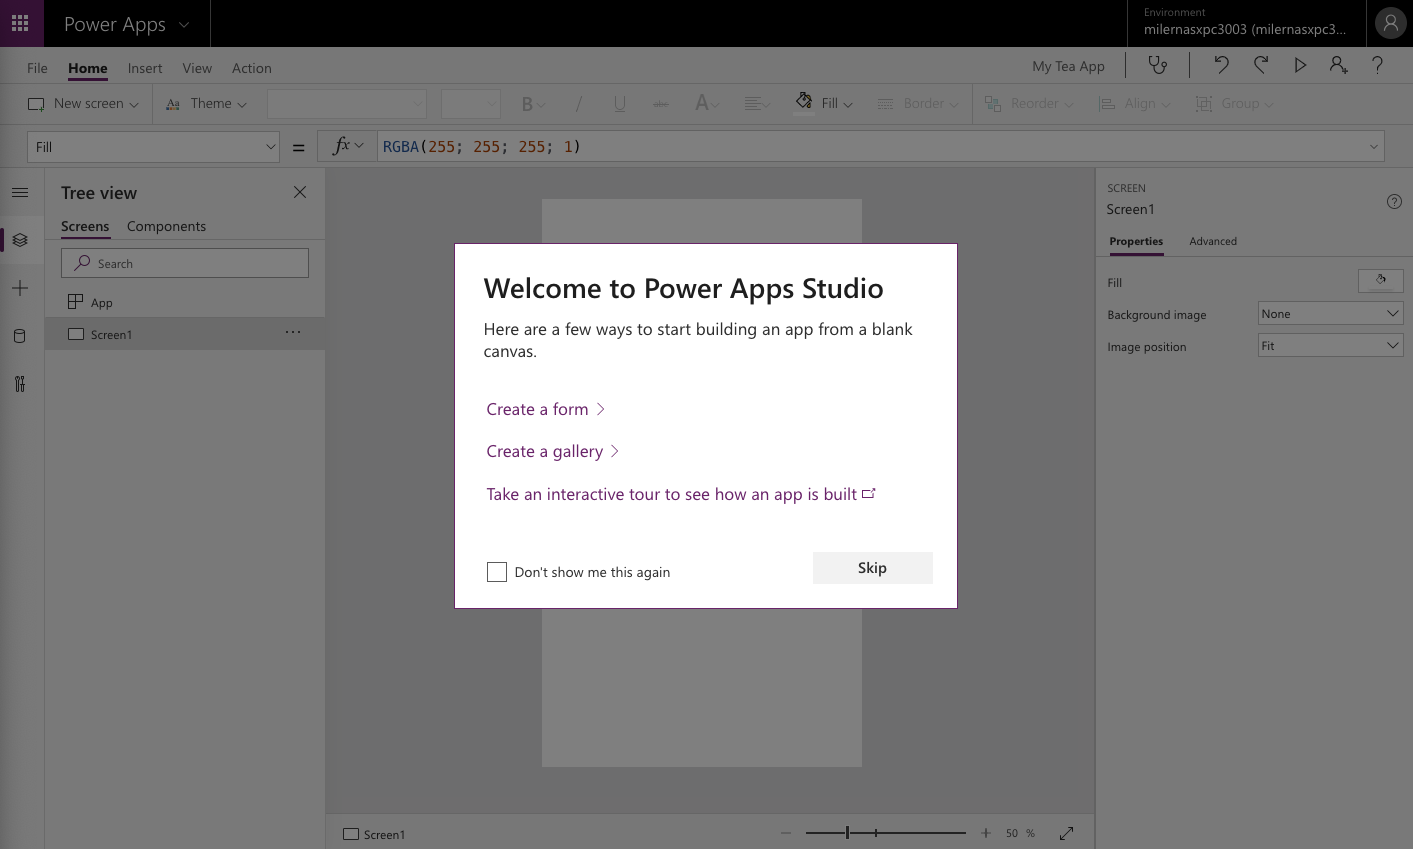 Power Apps
Environment
milernasxpc3003 (milernasxpc3...
File Home Insert View Action
My Tea App
New screen Theme B / U abc A Fill Border Reorder Align Group
Fill = fx RGBA(255; 255; 255; 1)
Tree view
Screens Components
Search
App
Screen1
Welcome to Power Apps Studio
Here are a few ways to start building an app from a blank
canvas.
Create a form
Create a gallery
Take an interactive tour to see how an app is built
Don't show me this again
Skip
SCREEN
Screen1
Properties Advanced
Fill
Background image None
Image position Fit
Screen1
50 %